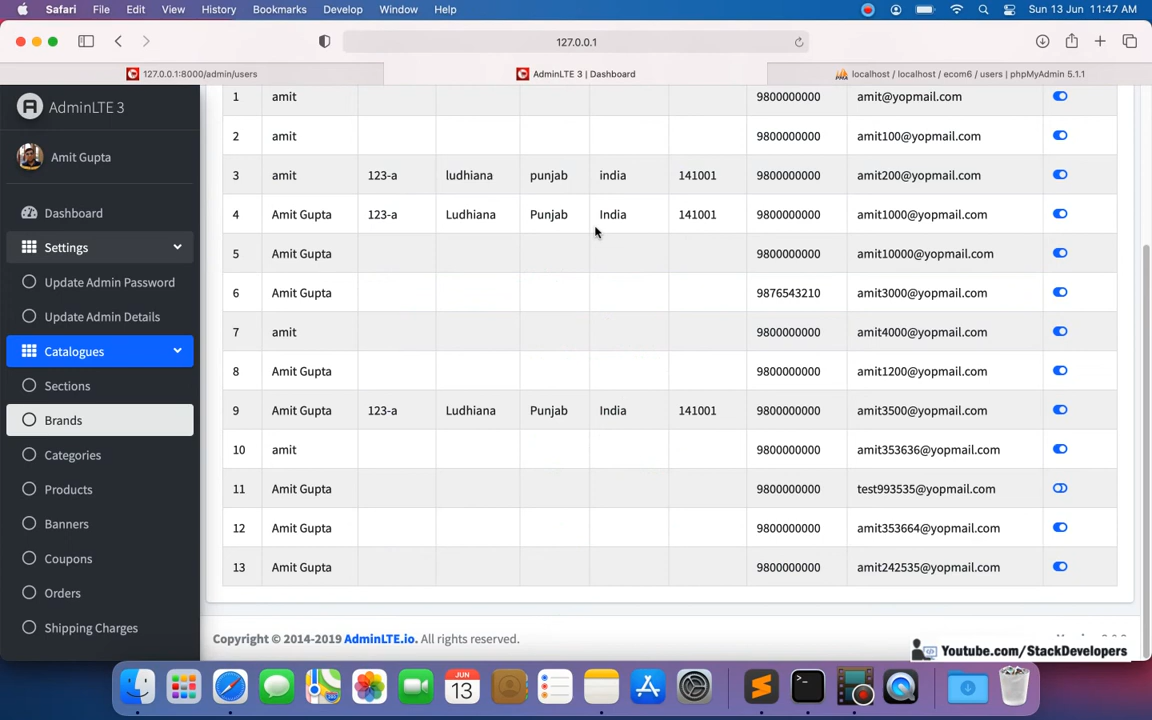 Safari File Edit View History Bookmarks Develop Window Help Sun 13 Jun 11:47 AM
127.0.0.1
127.0.0.1:8000/admin/users AdminLTE 3 | Dashboard localhost / localhost / ecom6 / users | phpMyAdmin 5.1.1
AdminLTE 3
Amit Gupta
Dashboard
Settings
Update Admin Password
Update Admin Details
Catalogues
Sections
Brands
Categories
Products
Banners
Coupons
Orders
Shipping Charges
1 amit 9800000000 amit@yopmail.com
2 amit 9800000000 amit100@yopmail.com
3 amit 123-a ludhiana punjab india 141001 9800000000 amit200@yopmail.com
4 Amit Gupta 123-a Ludhiana Punjab India 141001 9800000000 amit1000@yopmail.com
5 Amit Gupta 9800000000 amit10000@yopmail.com
6 Amit Gupta 9876543210 amit3000@yopmail.com
7 amit 9800000000 amit4000@yopmail.com
8 Amit Gupta 9800000000 amit1200@yopmail.com
9 Amit Gupta 123-a Ludhiana Punjab India 141001 9800000000 amit3500@yopmail.com
10 amit 9800000000 amit353636@yopmail.com
11 Amit Gupta 9800000000 test993535@yopmail.com
12 Amit Gupta 9800000000 amit353664@yopmail.com
13 Amit Gupta 9800000000 amit242535@yopmail.com
Copyright © 2014-2019 AdminLTE.io. All rights reserved.
Youtube.com/StackDevelopers
JUN
13